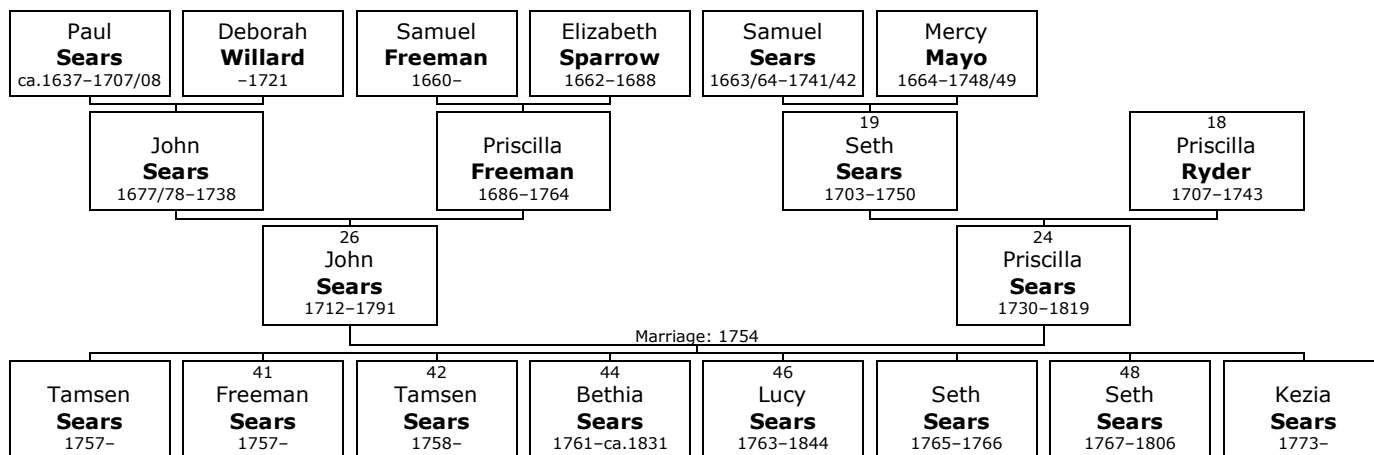 Paul
Sears
ca.1637–1707/08
Deborah
Willard
–1721
Samuel
Freeman
1660–
Elizabeth
Sparrow
1662–1688
Samuel
Sears
1663/64–1741/42
Mercy
Mayo
1664–1748/49
John
Sears
1677/78–1738
Priscilla
Freeman
1686–1764
19
Seth
Sears
1703–1750
18
Priscilla
Ryder
1707–1743
26
John
Sears
1712–1791
24
Priscilla
Sears
1730–1819
Marriage: 1754
Tamsen
Sears
1757–
41
Freeman
Sears
1757–
42
Tamsen
Sears
1758–
44
Bethia
Sears
1761–ca.1831
46
Lucy
Sears
1763–1844
Seth
Sears
1765–1766
48
Seth
Sears
1767–1806
Kezia
Sears
1773–